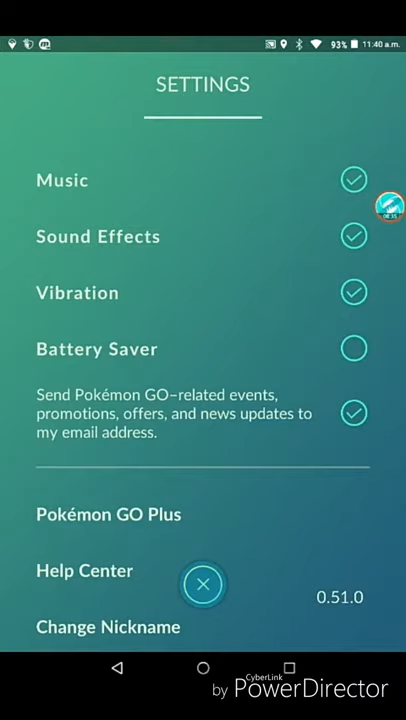 93% 11:40 a.m.
SETTINGS
Music
Sound Effects
Vibration
Battery Saver
Send Pokémon GO–related events,
promotions, offers, and news updates to
my email address.
Pokémon GO Plus
Help Center
0.51.0
Change Nickname
CyberLink
by PowerDirector